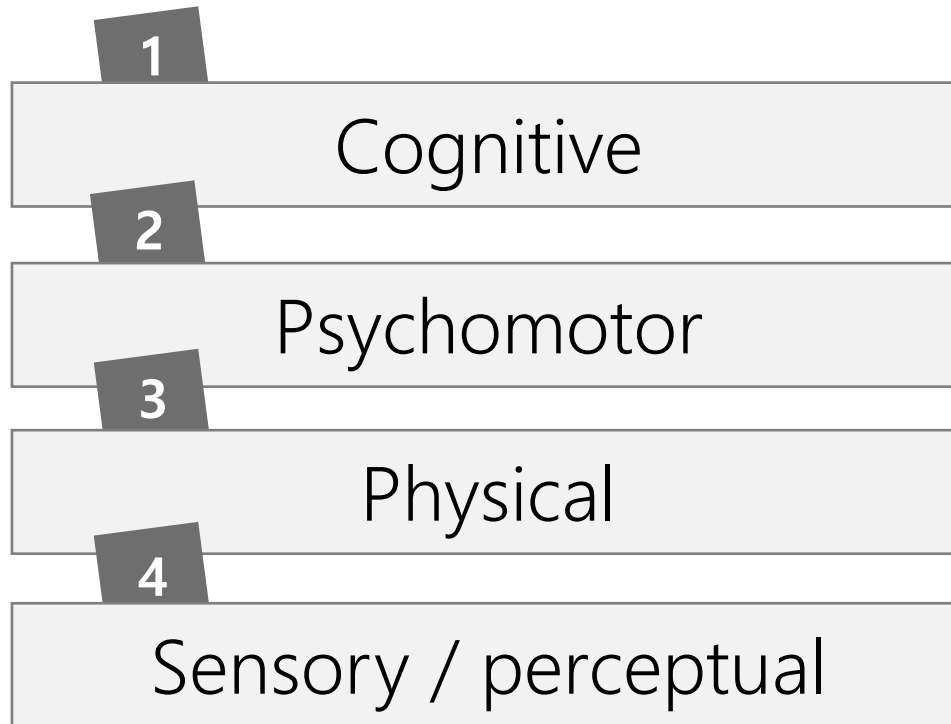 1
Cognitive
2
Psychomotor
3
Physical
4
Sensory / perceptual